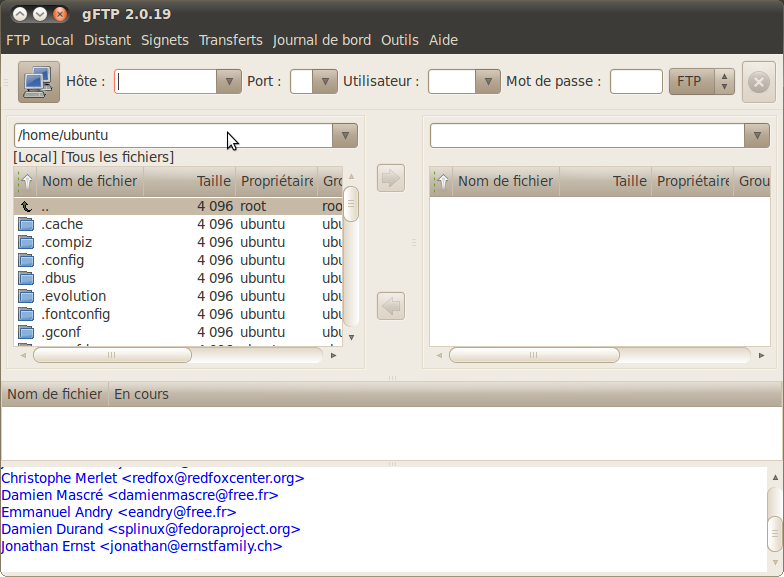 gFTP 2.0.19
FTP Local Distant Signets Transferts Journal de bord Outils Aide
Hôte : Port : Utilisateur : Mot de passe : FTP
/home/ubuntu
[Local] [Tous les fichiers]
Nom de fichier Taille Propriétaire Grou
.. 4 096 root roo
.cache 4 096 ubuntu ubu
.compiz 4 096 ubuntu ubu
.config 4 096 ubuntu ubu
.dbus 4 096 ubuntu ubu
.evolution 4 096 ubuntu ubu
.fontconfig 4 096 ubuntu ubu
.gconf 4 096 ubuntu ubu
Nom de fichier Taille Propriétaire Grou
Nom de fichier En cours
Christophe Merlet <redfox@redfoxcenter.org>
Damien Mascré <damienmascre@free.fr>
Emmanuel Andry <eandry@free.fr>
Damien Durand <splinux@fedoraproject.org>
Jonathan Ernst <jonathan@ernstfamily.ch>